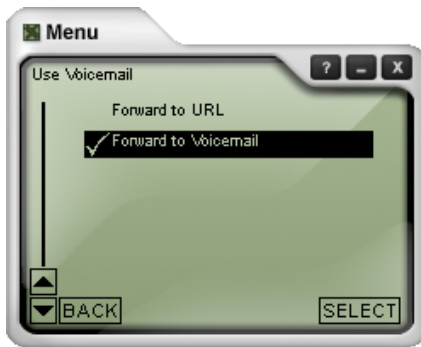 Menu
? – X
Use Voicemail
Forward to URL
Forward to Voicemail
BACK
SELECT